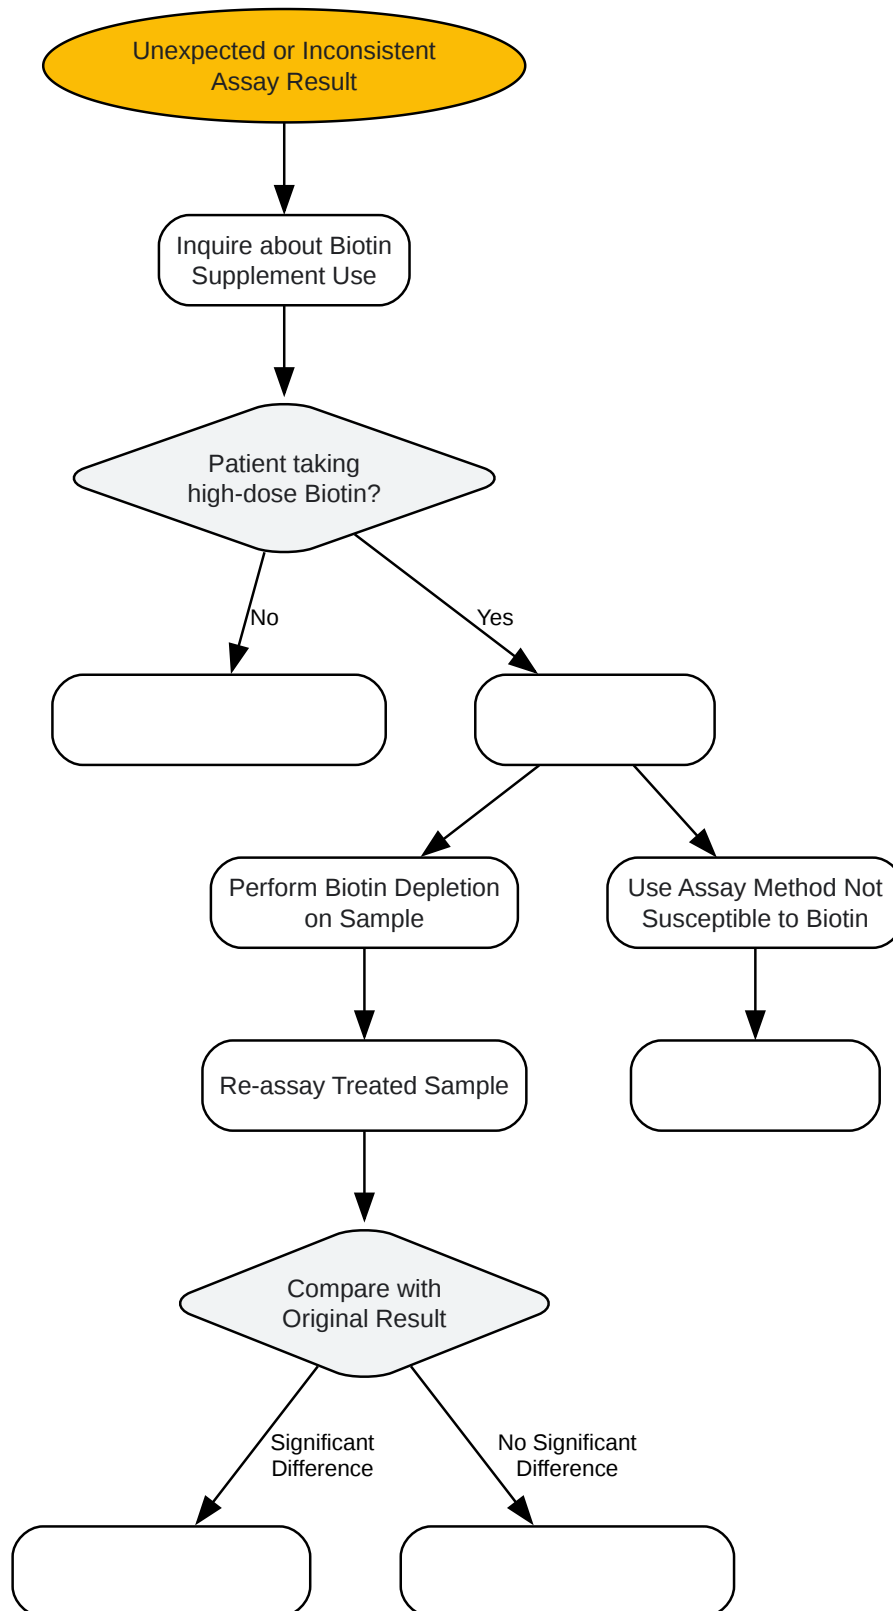 Unexpected or Inconsistent
Assay Result
Inquire about Biotin
Supplement Use
Patient taking
high-dose Biotin?
No
Yes
Perform Biotin Depletion
on Sample
Use Assay Method Not
Susceptible to Biotin
Re-assay Treated Sample
Compare with
Original Result
Significant
Difference
No Significant
Difference